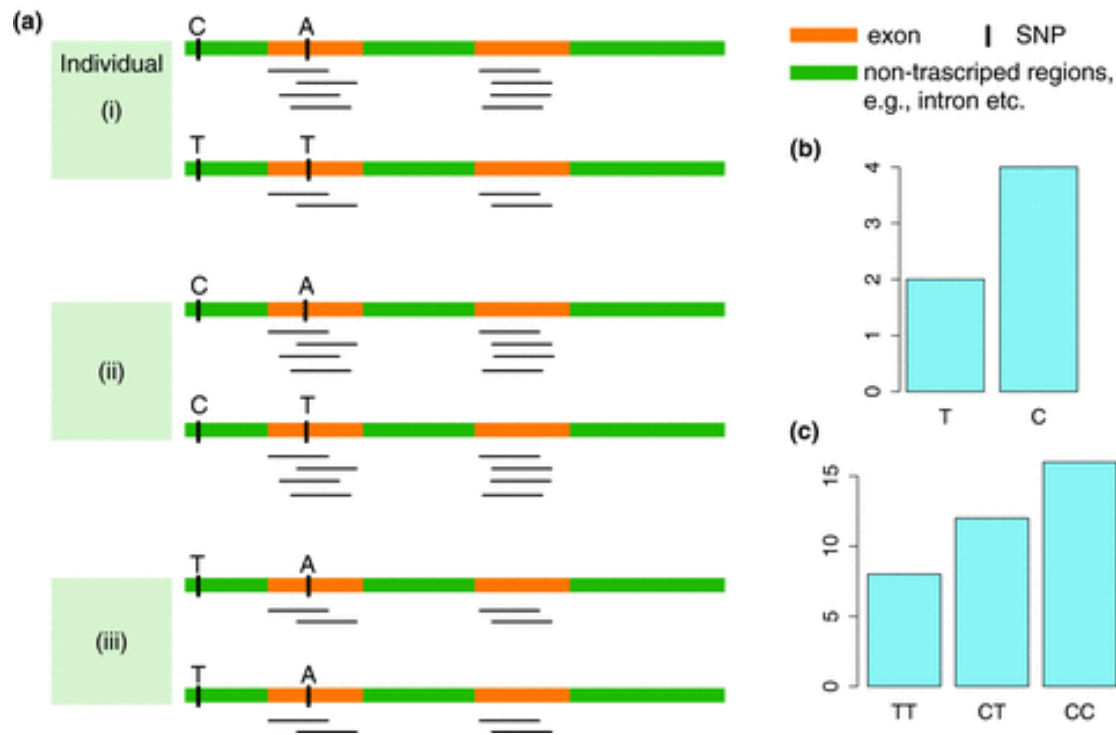 (a)
C A
Individual
(i)
T T
C A
(ii)
C T
T A
(iii)
T A
exon SNP
non-trascriped regions,
e.g., intron etc.
(b)
4
3
2
1
0
T C
(c)
15
10
5
0
TT CT CC